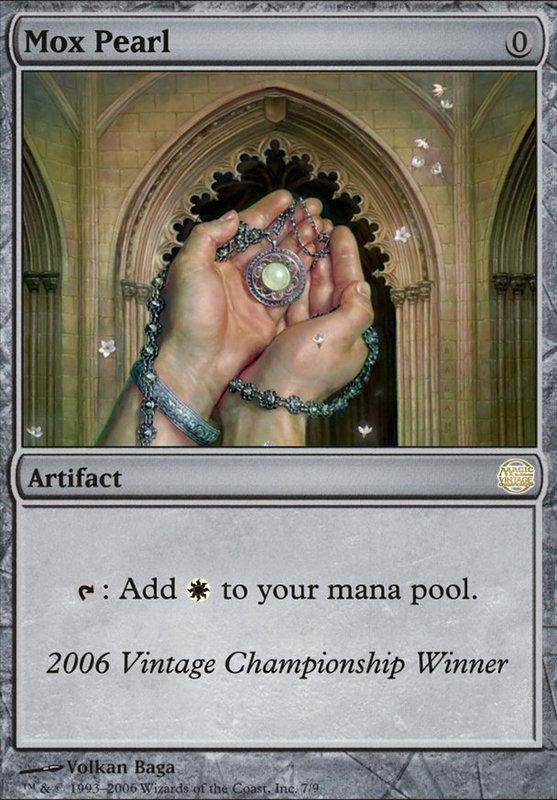 Mox Pearl 0
Artifact
MAGIC
VINTAGE
: Add to your mana pool.
2006 Vintage Championship Winner
Volkan Baga
™ & © 1993–2006 Wizards of the Coast, Inc. 7/9